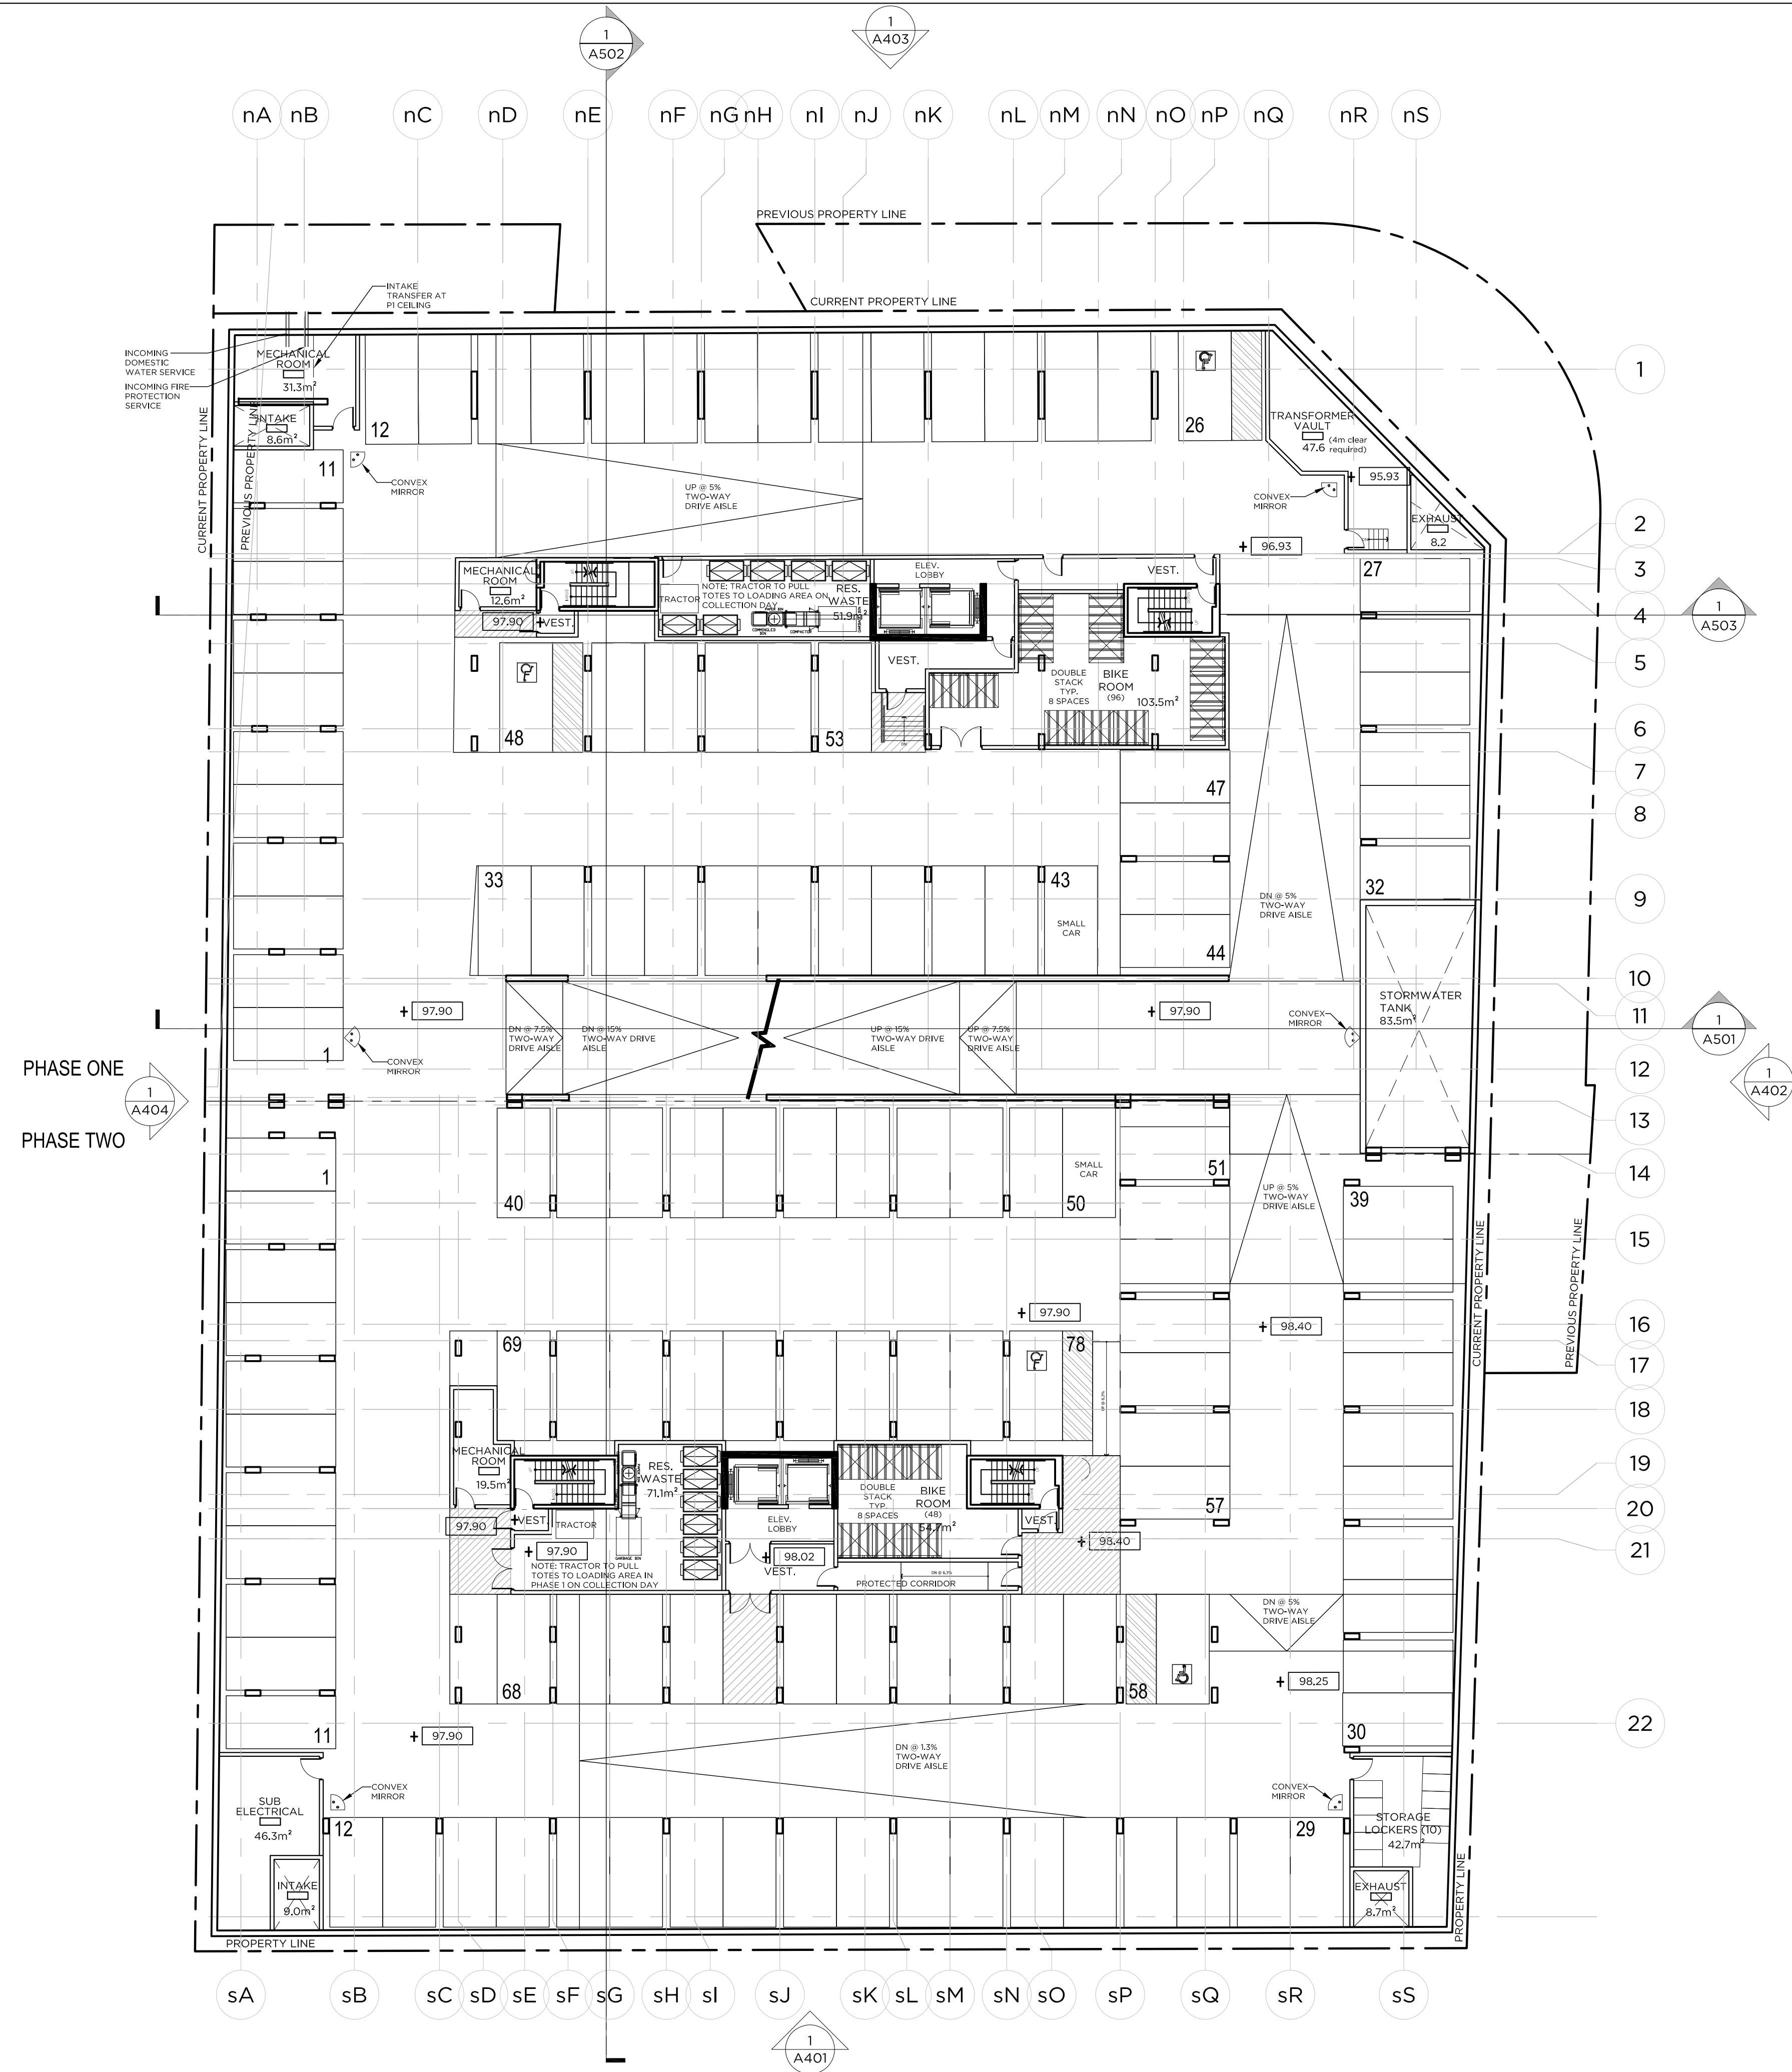 1
A502
1
A403
nA
nB
nC
nD
nE
nF
nG
nH
nI
nJ
nK
nL
nM
nN
nO
nP
nQ
nR
nS
PREVIOUS PROPERTY LINE
CURRENT PROPERTY LINE
INTAKE
TRANSFER AT
P1 CEILING
INCOMING
DOMESTIC
WATER SERVICE
INCOMING FIRE
PROTECTION
SERVICE
MECHANICAL
ROOM
31.3m²
INTAKE
8.6m²
CURRENT PROPERTY LINE
PREVIOUS PROPERTY LINE
12
26
TRANSFORMER
VAULT
47.6 (4m clear
required)
1
11
CONVEX
MIRROR
UP @ 5%
TWO-WAY
DRIVE AISLE
CONVEX
MIRROR
95.93
EXHAUST
8.2
96.93
2
3
4
5
6
7
8
9
10
11
12
13
14
15
16
17
18
19
20
21
22
MECHANICAL
ROOM
12.6m²
97.90
VEST.
TRACTOR
NOTE: TRACTOR TO PULL
TOTES TO LOADING AREA ON
COLLECTION DAY
RES.
WASTE
51.9m²
COMMINGLED
BIN
COMPACTOR
ELEV.
LOBBY
VEST.
27
1
A503
VEST.
DOUBLE
STACK
TYP.
8 SPACES
BIKE
ROOM
(96)
103.5m²
48
53
47
33
43
SMALL
CAR
44
DN @ 5%
TWO-WAY
DRIVE AISLE
32
97.90
DN @ 7.5%
TWO-WAY
DRIVE AISLE
DN @ 15%
TWO-WAY DRIVE
AISLE
UP @ 15%
TWO-WAY DRIVE
AISLE
UP @ 7.5%
TWO-WAY
DRIVE AISLE
97.90
CONVEX
MIRROR
STORMWATER
TANK
83.5m²
1
A501
1
CONVEX
MIRROR
PHASE ONE
1
A404
PHASE TWO
1
A402
1
40
SMALL
CAR
50
51
UP @ 5%
TWO-WAY
DRIVE AISLE
39
CURRENT PROPERTY LINE
PREVIOUS PROPERTY LINE
97.90
98.40
69
78
MECHANICAL
ROOM
19.5m²
97.90
VEST.
TRACTOR
97.90
RES.
WASTE
71.1m²
GARBAGE BIN
NOTE: TRACTOR TO PULL
TOTES TO LOADING AREA IN
PHASE 1 ON COLLECTION DAY
ELEV.
LOBBY
98.02
VEST.
DOUBLE
STACK
TYP.
8 SPACES
BIKE
ROOM
(48)
54.7m²
PROTECTED CORRIDOR
VEST.
98.40
57
DN @ 5%
TWO-WAY
DRIVE AISLE
68
58
98.25
30
11
97.90
DN @ 1.3%
TWO-WAY
DRIVE AISLE
CONVEX
MIRROR
CONVEX
MIRROR
SUB
ELECTRICAL
46.3m²
12
29
STORAGE
LOCKERS (10)
42.7m²
INTAKE
9.0m²
EXHAUST
8.7m²
PROPERTY LINE
PROPERTY LINE
sA
sB
sC
sD
sE
sF
sG
sH
sI
sJ
sK
sL
sM
sN
sO
sP
sQ
sR
sS
1
A401